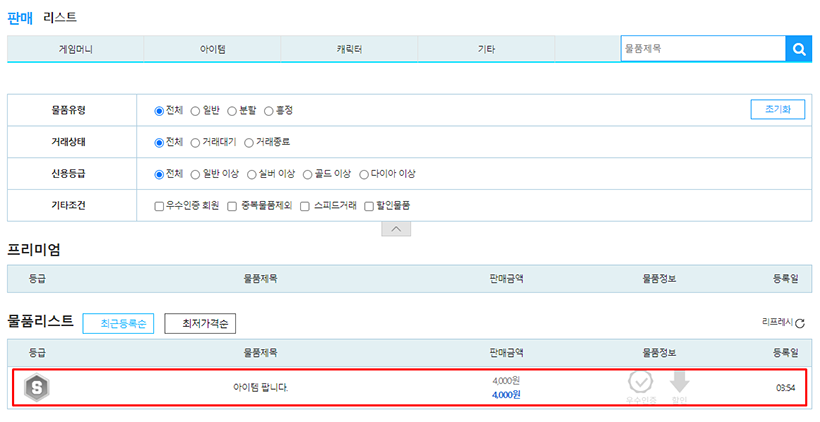 판매 리스트
게임머니 아이템 캐릭터 기타 물품제목
물품유형 전체 일반 분할 흥정 초기화
거래상태 전체 거래대기 거래종료
신용등급 전체 일반 이상 실버 이상 골드 이상 다이아 이상
기타조건 우수인증 회원 중복물품제외 스피드거래 할인물품
프리미엄
등급 물품제목 판매금액 물품정보 등록일
물품리스트 최근등록순 최저가격순 리프레시
등급 물품제목 판매금액 물품정보 등록일
S 아이템 팝니다. 4,000원 03:54
4,000원
우수인증 할인